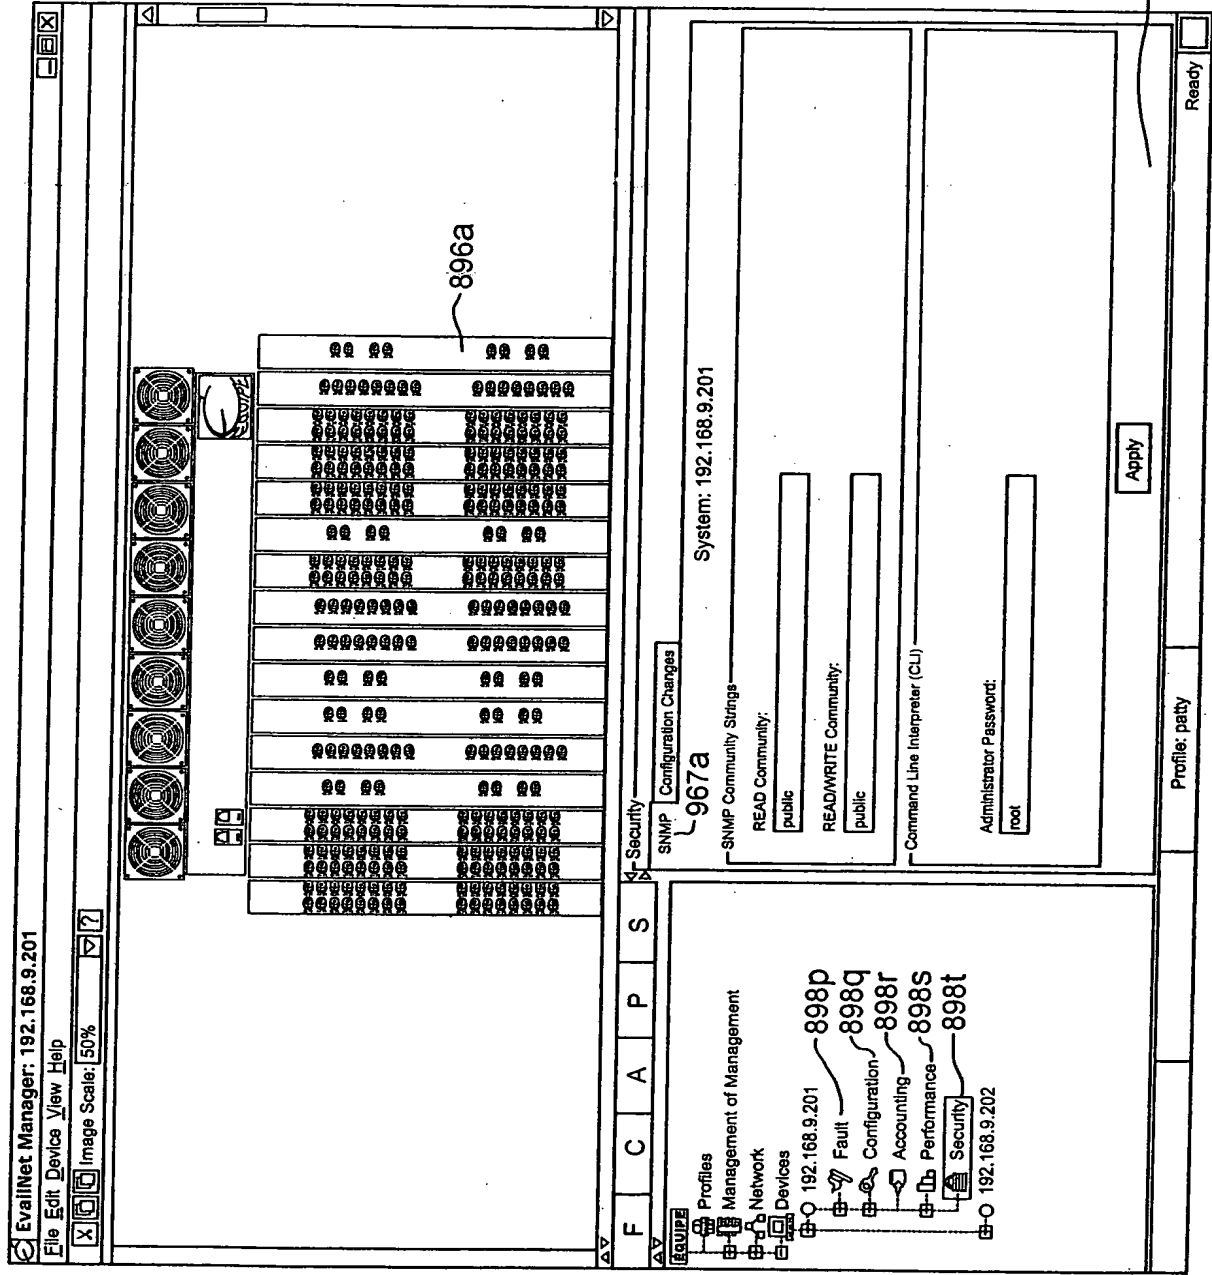 EvailNet Manager: 192.168.9.201
File Edit Device View Help
X Image Scale: 50% ?
896a
F C A P S
EQUIPE
Profiles
Management of Management
Network
Devices
192.168.9.201
Fault
898p
Configuration
898q
Accounting
898r
Performance
898s
Security
898t
192.168.9.202
Security
SNMP Configuration Changes
967a
System: 192.168.9.201
SNMP Community Strings
READ Community:
public
READ/WRITE Community:
public
Command Line Interpreter (CLI)
Administrator Password:
root
Apply
Profile: patty
Ready